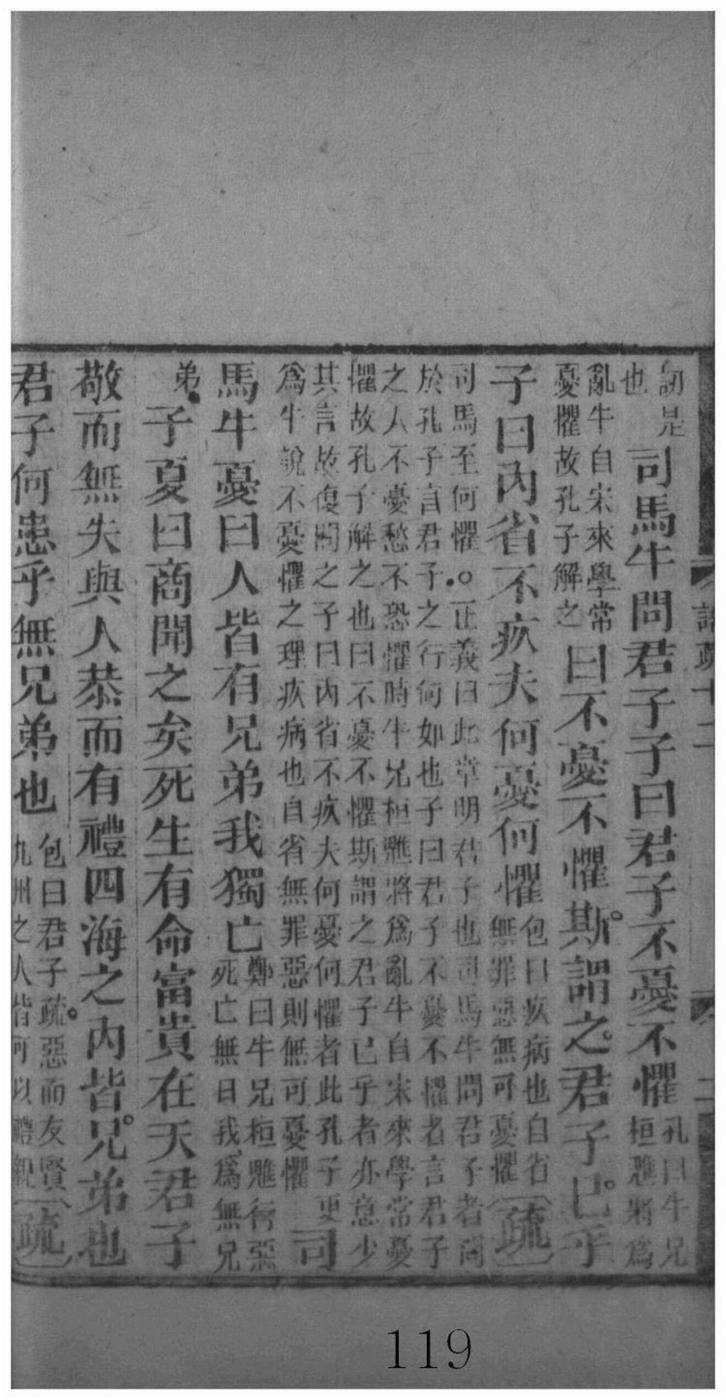 語疏十二
二
訒是
也
司馬牛問君子子曰君子不憂不懼
孔曰牛兄
桓魋將爲
亂牛自宋來學常
憂懼故孔子解之
曰不憂不懼斯謂之君子已乎
子曰內省不疚夫何憂何懼
包曰疚病也自省
無罪惡無可憂懼
疏
司馬至何懼。○正義曰此章明君子也司馬牛問君子者問
於孔子言君子之行何如也子曰君子不憂不懼者言君子
之人不憂愁不恐懼時牛兄桓魋將爲亂牛自宋來學常憂
懼故孔子解之也曰不憂不懼斯謂之君子已乎者亦意少
其言故復問之子曰內省不疚夫何憂何懼者此孔子更
爲牛說不憂懼之理疚病也自省無罪惡則無可憂懼
司
馬牛憂曰人皆有兄弟我獨亡
鄭曰牛兄桓魋行惡
死亡無日我爲無兄
弟
子夏曰商聞之矣死生有命富貴在天君子
敬而無失與人恭而有禮四海之內皆兄弟也
君子何患乎無兄弟也
包曰君子疏惡而友賢
九州之人皆可以禮親
疏
119